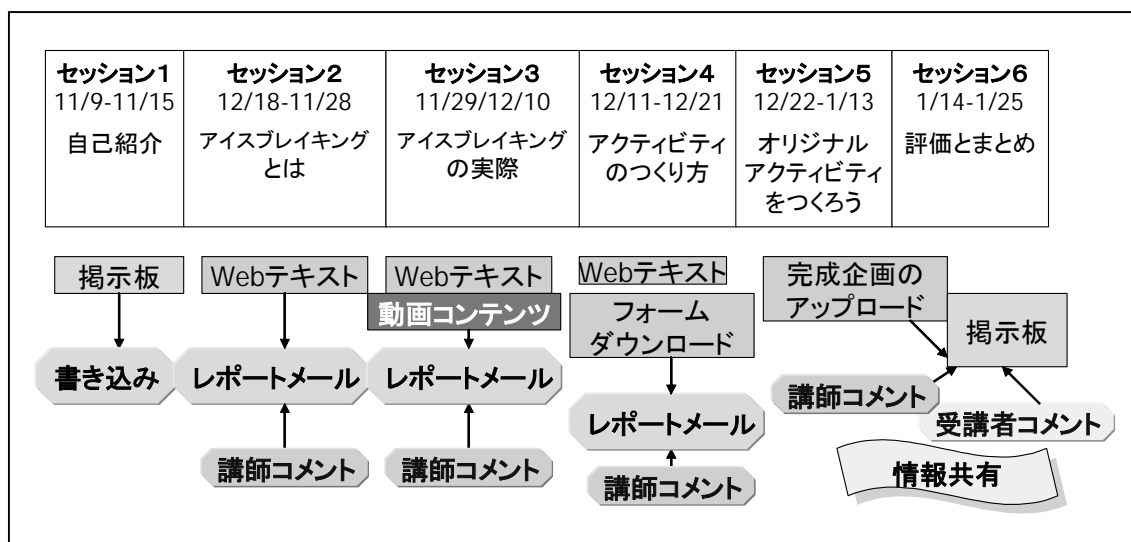 セッション1
11/9-11/15
自己紹介
セッション2
12/18-11/28
アイスブレイキング
とは
セッション3
11/29/12/10
アイスブレイキング
の実際
セッション4
12/11-12/21
アクティビティ
のつくり方
セッション5
12/22-1/13
オリジナル
アクティビティ
をつくろう
セッション6
1/14-1/25
評価とまとめ
掲示板
書き込み
Webテキスト
レポートメール
講師コメント
Webテキスト
動画コンテンツ
レポートメール
講師コメント
Webテキスト
フォーム
ダウンロード
レポートメール
講師コメント
完成企画の
アップロード
掲示板
講師コメント
受講者コメント
情報共有